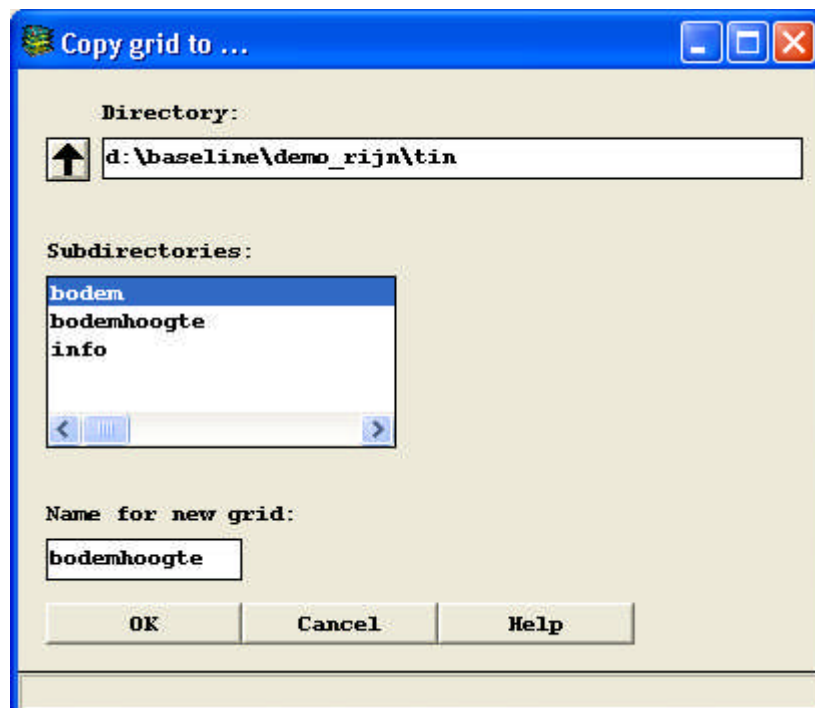 Copy grid to ...
Directory:
d:\baseline\demo_rijn\tin
Subdirectories:
bodem
bodemhoogte
info
Name for new grid:
bodemhoogte
OK Cancel Help